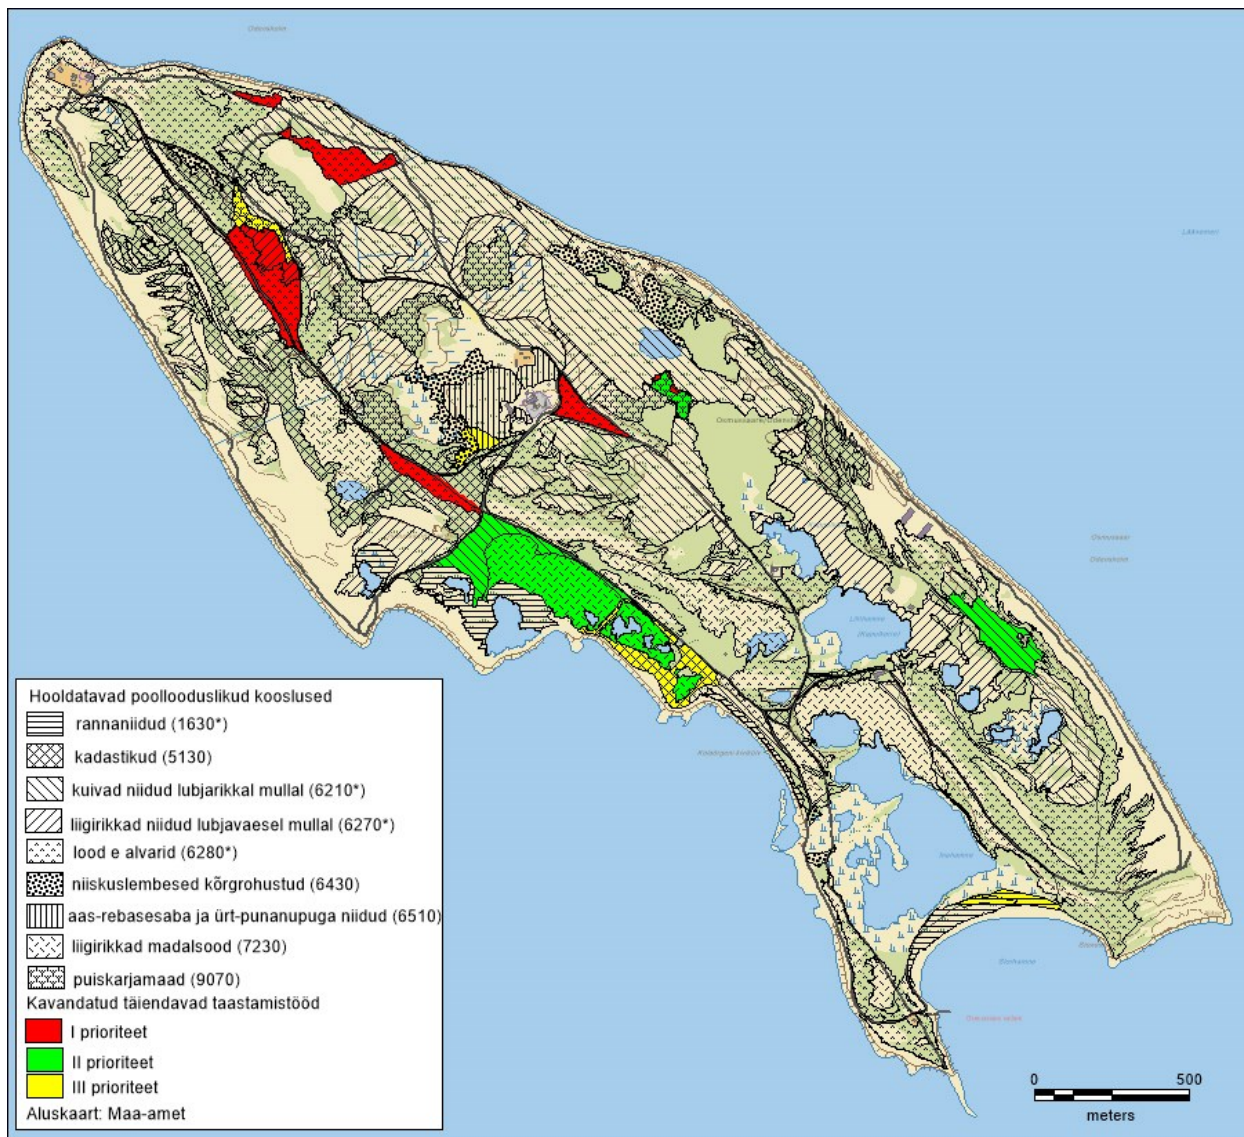 Odensholm
Hooldatavad poollooduslikud kooslused
rannaniidud (1630*)
kadastikud (5130)
kuivad niidud lubjarikkal mullal (6210*)
liigirikkad niidud lubjavaesel mullal (6270*)
lood e alvarid (6280*)
niiskuslembesed kõrgrohustud (6430)
aas-rebasesaba ja ürt-punanupuga niidud (6510)
liigirikkad madalsood (7230)
puiskarjamaad (9070)
Kavandatud täiendavad taastamistööd
I prioriteet
II prioriteet
III prioriteet
Aluskaart: Maa-amet
0 500
meters